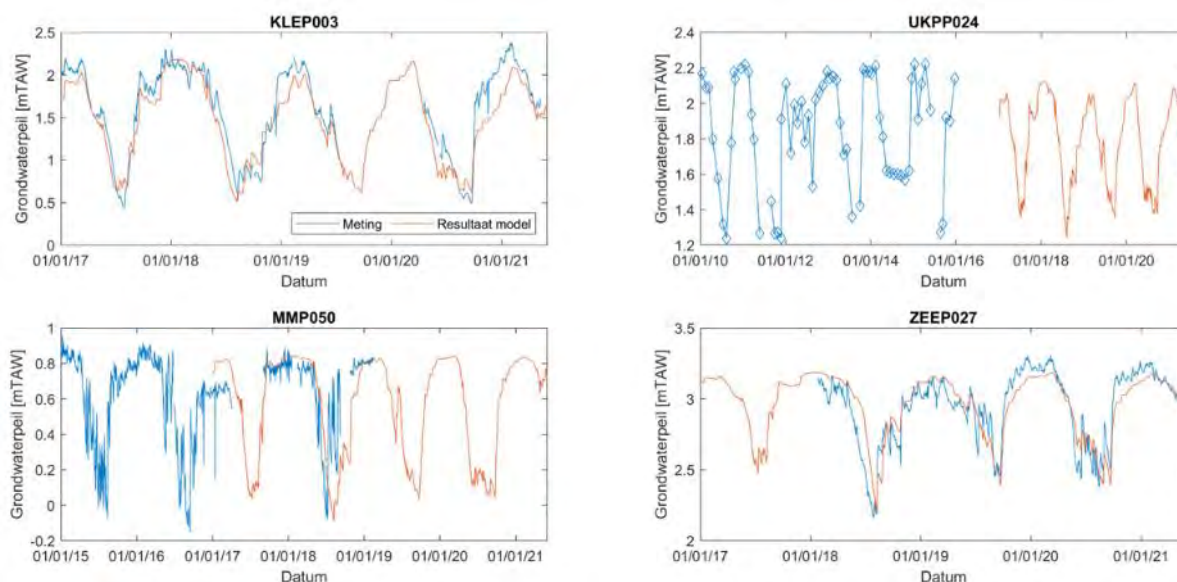 KLEP003
Grondwaterpeil [mTAW]
2.5
2
1.5
1
0.5
0
01/01/17 01/01/18 01/01/19 01/01/20 01/01/21
Datum
Meting Resultaat model
UKPP024
Grondwaterpeil [mTAW]
2.4
2.2
2
1.8
1.6
1.4
1.2
01/01/10 01/01/12 01/01/14 01/01/16 01/01/18 01/01/20
Datum
MMP050
Grondwaterpeil [mTAW]
1
0.8
0.6
0.4
0.2
0
-0.2
01/01/15 01/01/16 01/01/17 01/01/18 01/01/19 01/01/20 01/01/21
Datum
ZEEP027
Grondwaterpeil [mTAW]
3.5
3
2.5
2
01/01/17 01/01/18 01/01/19 01/01/20 01/01/21
Datum